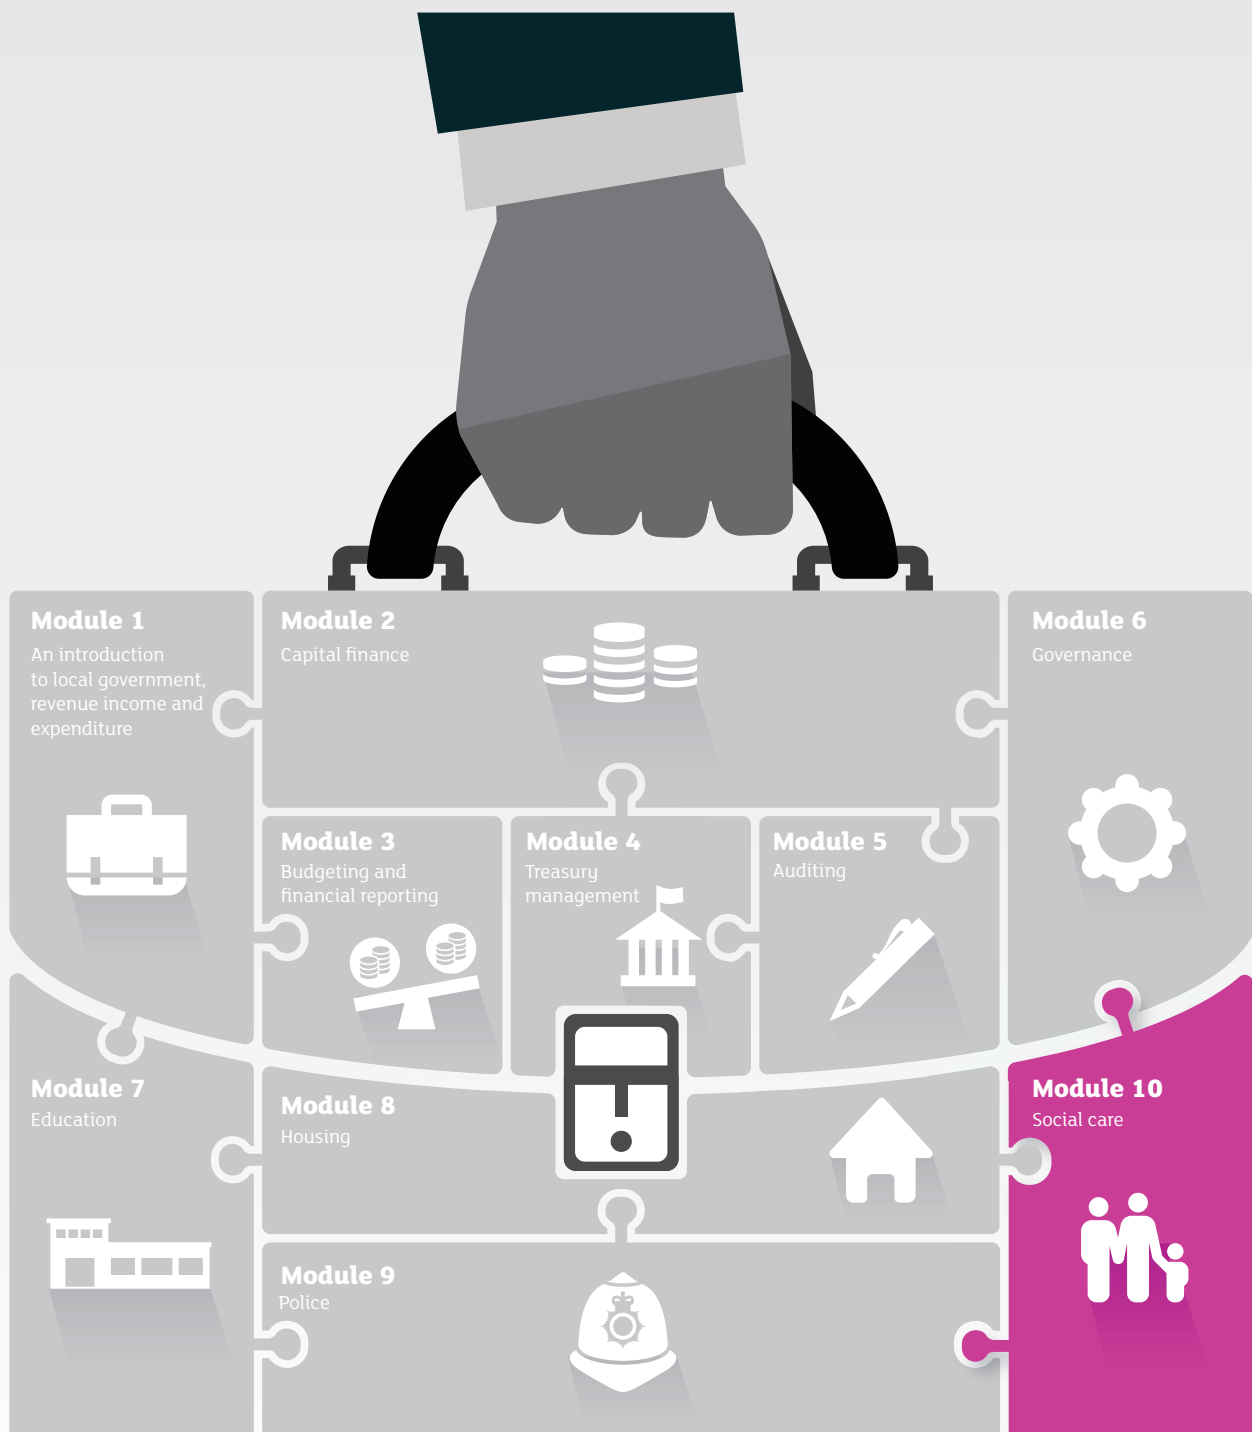 Module 1
An introduction
to local government,
revenue income and
expenditure
Module 2
Capital finance
Module 6
Governance
Module 3
Budgeting and
financial reporting
Module 4
Treasury
management
Module 5
Auditing
Module 7
Education
Module 8
Housing
Module 10
Social care
Module 9
Police